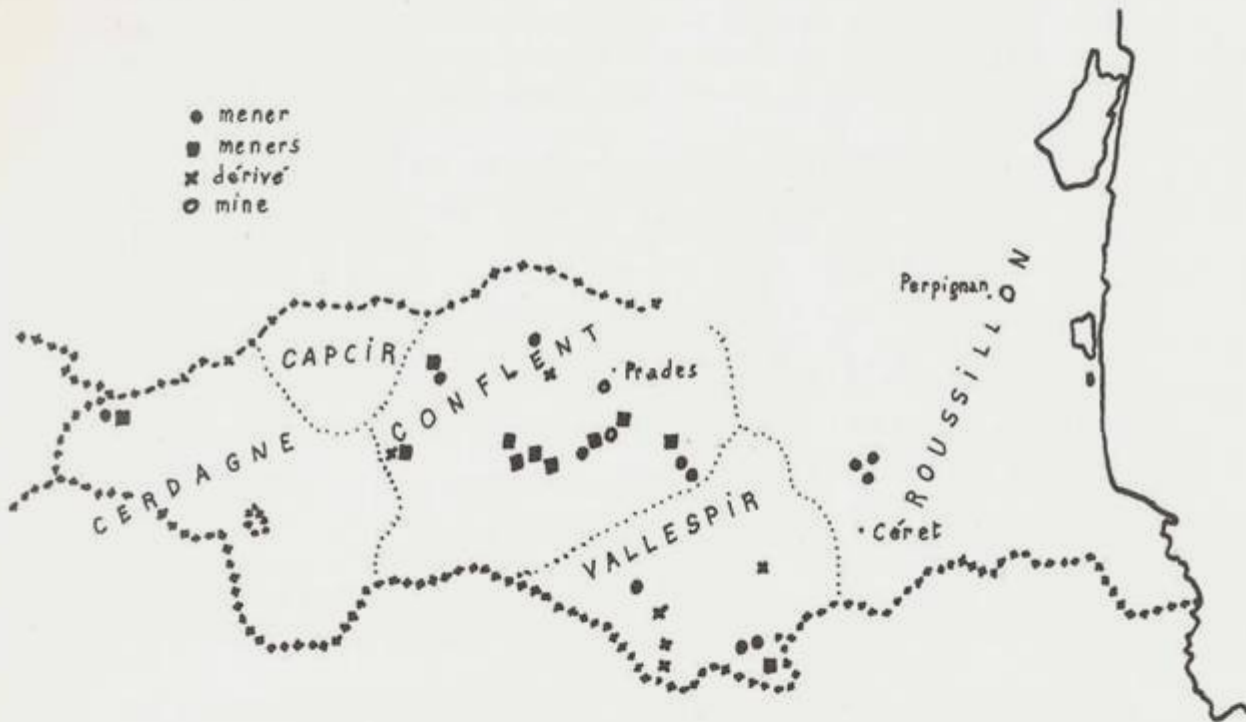 mener
meners
dérivé
mine
Perpignan
CAPCIR
CONFLENT
Prades
ROUSSILLON
CERDAGNE
VALLESPIR
Céret